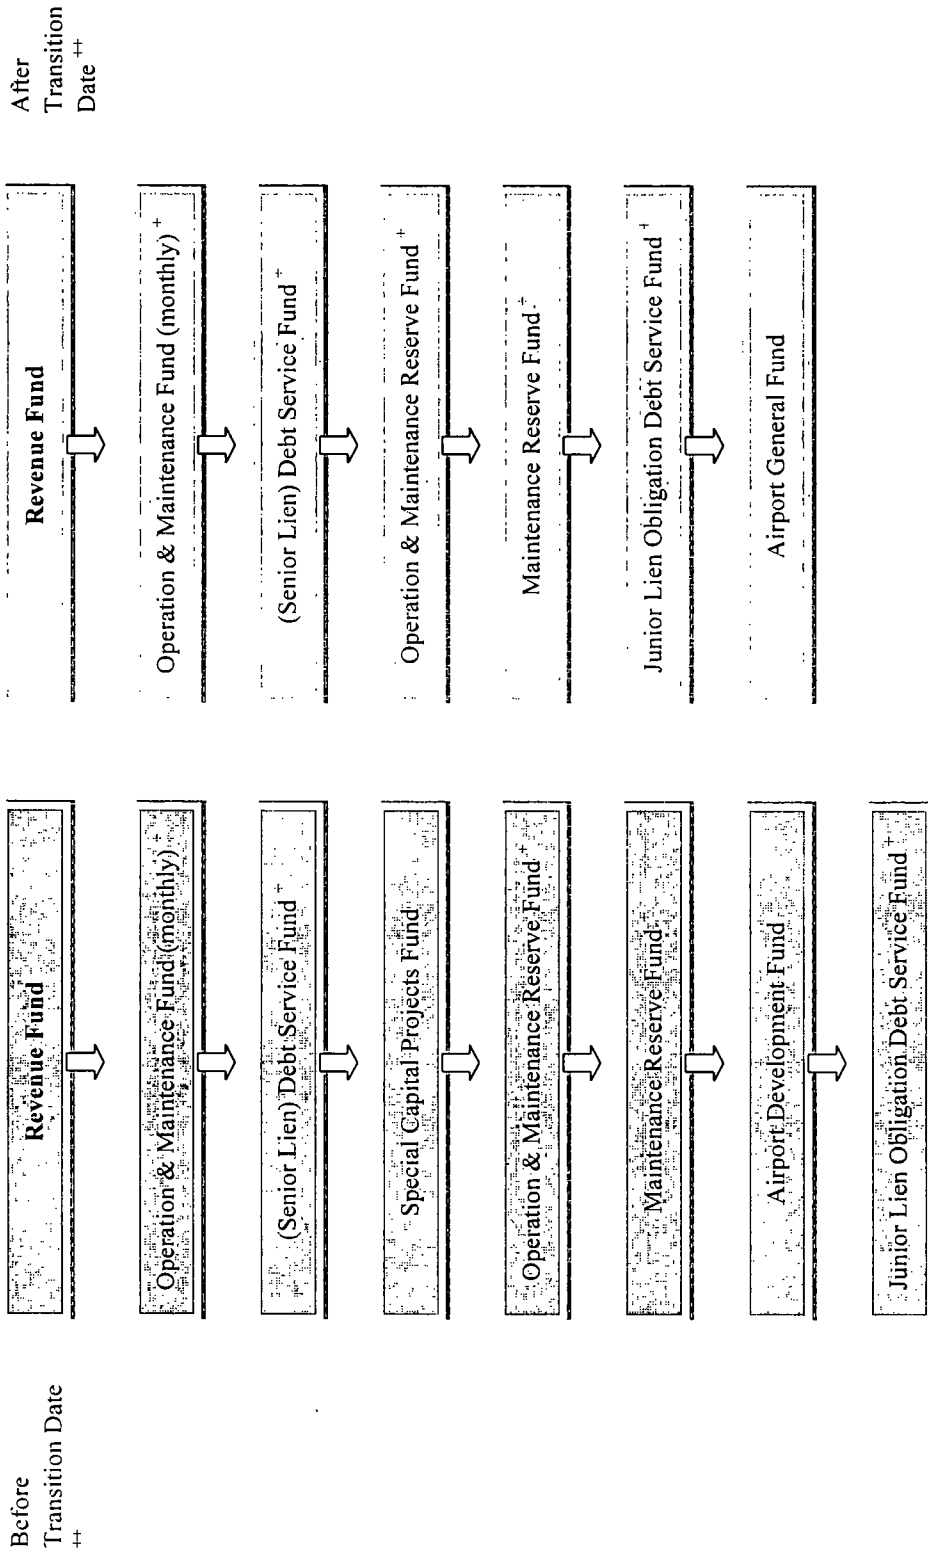 Before
Transition Date
‡‡
Revenue Fund
Operation & Maintenance Fund (monthly) +
(Senior Lien) Debt Service Fund +
Special Capital Projects Fund
Operation & Maintenance Reserve Fund +
Maintenance Reserve Fund +
Airport Development Fund
Junior Lien Obligation Debt Service Fund +
After
Transition
Date ‡‡
Revenue Fund
Operation & Maintenance Fund (monthly) +
(Senior Lien) Debt Service Fund +
Operation & Maintenance Reserve Fund +
Maintenance Reserve Fund +
Junior Lien Obligation Debt Service Fund +
Airport General Fund